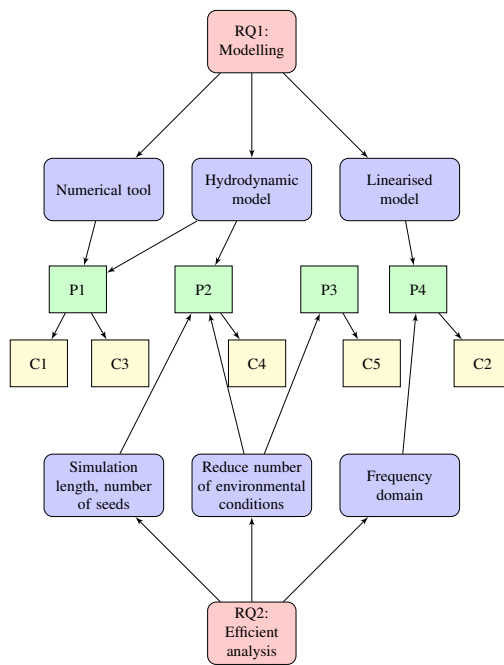 RQ1:
Modelling
Numerical tool
Hydrodynamic
model
Linearised
model
P1
P2
P3
P4
C1
C3
C4
C5
C2
Simulation
length, number
of seeds
Reduce number
of environmental
conditions
Frequency
domain
RQ2:
Efficient
analysis